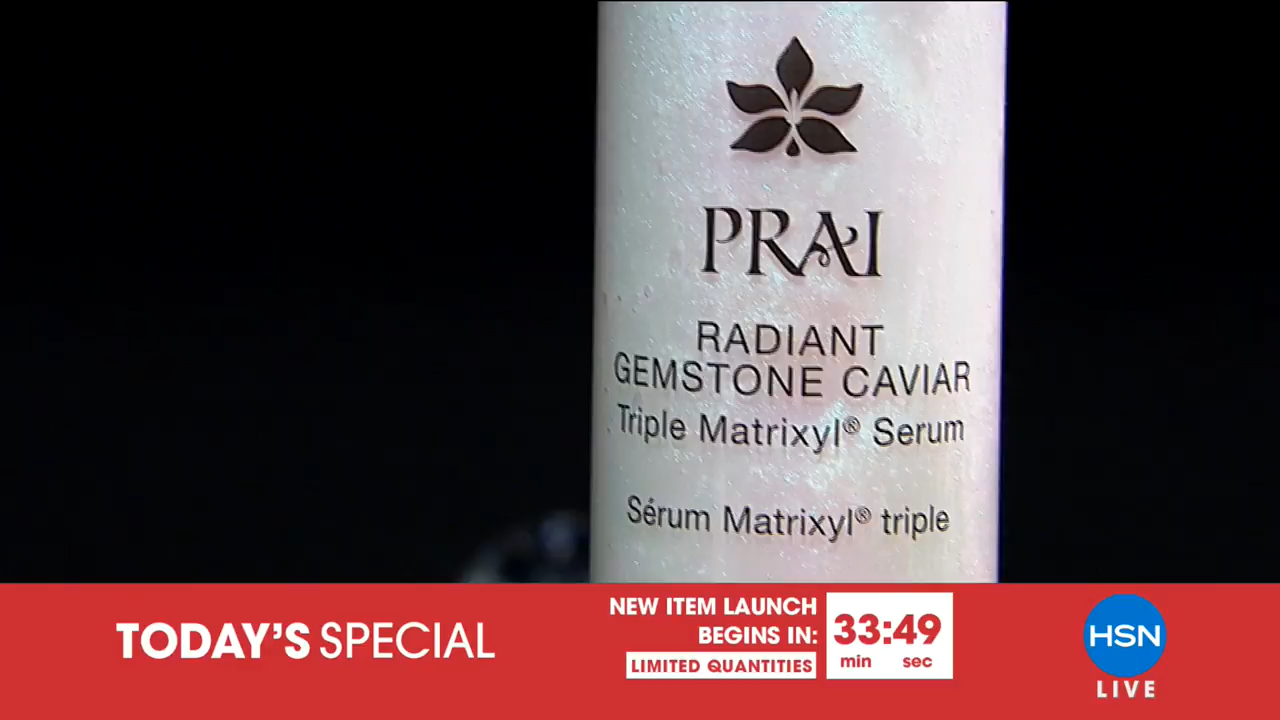 PRAI
RADIANT
GEMSTONE CAVIAR
Triple Matrixyl® Serum
Sérum Matrixyl® triple
TODAY'S SPECIAL
NEW ITEM LAUNCH
BEGINS IN:
LIMITED QUANTITIES
33:49
min sec
HSN
LIVE